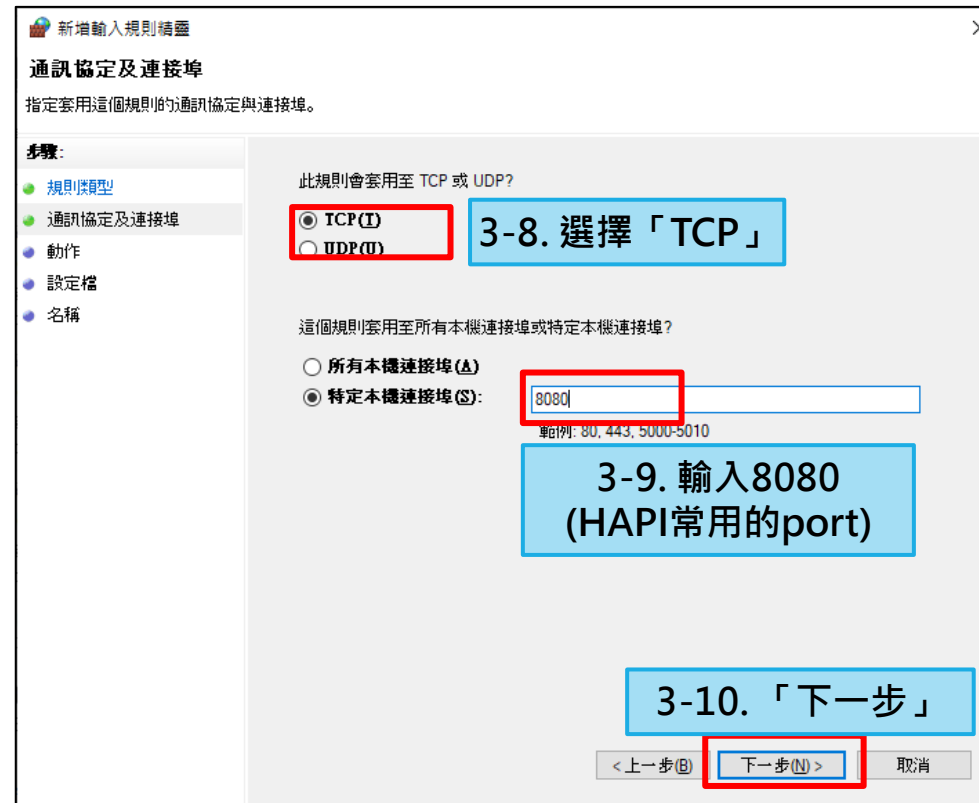 新增輸入規則精靈
通訊協定及連接埠
指定套用這個規則的通訊協定與連接埠。
步驟:
規則類型
通訊協定及連接埠
動作
設定檔
名稱
此規則會套用至 TCP 或 UDP?
TCP(T)
UDP(U)
3-8. 選擇「TCP」
這個規則套用至所有本機連接埠或特定本機連接埠?
所有本機連接埠(A)
特定本機連接埠(S):
8080
範例: 80, 443, 5000-5010
3-9. 輸入8080
(HAPI常用的port)
3-10.「下一步」
<上一步(B)
下一步(N) >
取消